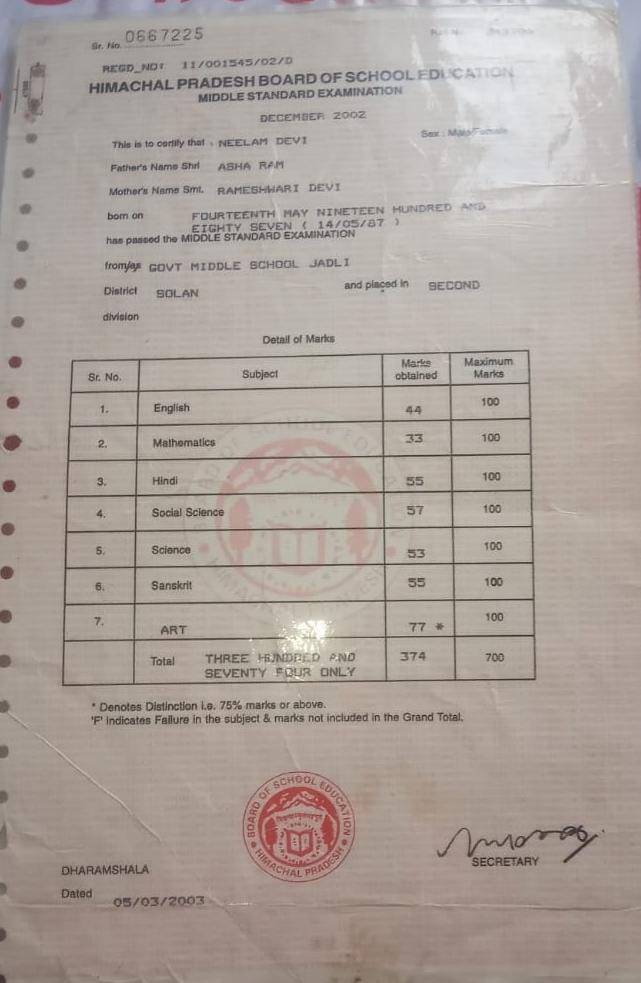 Sr. No. 0667225
REGD_NO: 11/001545/02/D
HIMACHAL PRADESH BOARD OF SCHOOL EDUCATION
MIDDLE STANDARD EXAMINATION
DECEMBER 2002
Sex : Male/Female
This is to certify that : NEELAM DEVI
Father's Name Shri ASHA RAM
Mother's Name Smt. RAMESHWARI DEVI
born on FOURTEENTH MAY NINETEEN HUNDRED AND
EIGHTY SEVEN ( 14/05/87 )
has passed the MIDDLE STANDARD EXAMINATION
from/as GOVT MIDDLE SCHOOL JADLI
District SOLAN and placed in SECOND
division
Detail of Marks
Sr. No. Subject Marks obtained Maximum Marks
1. English 44 100
2. Mathematics 33 100
3. Hindi 55 100
4. Social Science 57 100
5. Science 53 100
6. Sanskrit 55 100
7. ART 77 * 100
Total THREE HUNDRED AND SEVENTY FOUR ONLY 374 700
* Denotes Distinction i.e. 75% marks or above.
'F' indicates Failure in the subject & marks not included in the Grand Total.
BOARD OF SCHOOL EDUCATION
HIMACHAL PRADESH
SECRETARY
DHARAMSHALA
Dated 05/03/2003